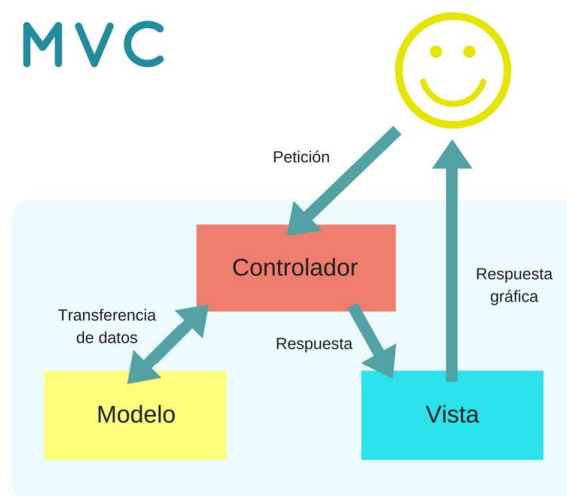 MVC
Petición
Controlador
Respuesta
gráfica
Transferencia
de datos
Respuesta
Modelo
Vista